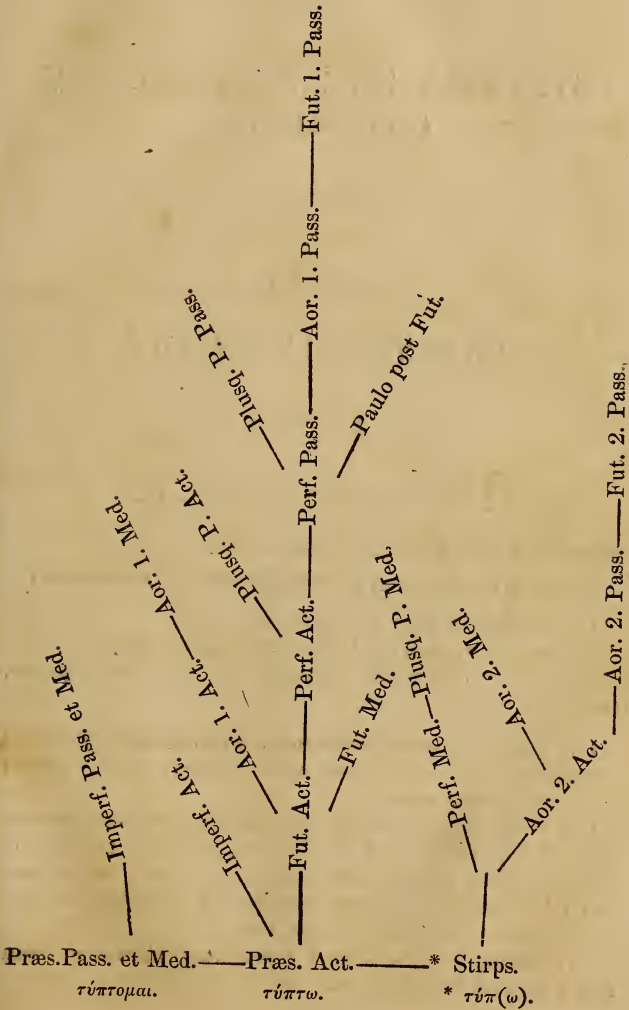 Fut. 1. Pass.
Aor. 1. Pass.
Plusq. P. Pass.
Paulo post Fut.
Perf. Pass.
Fut. 2. Pass.
Aor. 2. Pass.
Aor. 1. Med.
Plusq. P. Act.
Plusq. P. Med.
Aor. 2. Med.
Perf. Act.
Imperf. Pass. et Med.
Aor. 1. Act.
Fut. Med.
Perf. Med.
Aor. 2. Act.
Imperf. Act.
Fut. Act.
Præs. Pass. et Med.—Præs. Act.—* Stirps.
τύπτομαι. τύπτω. * τύπ(ω).